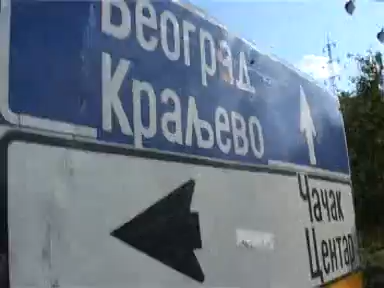 Београд
Краљево
Чачак
Центар